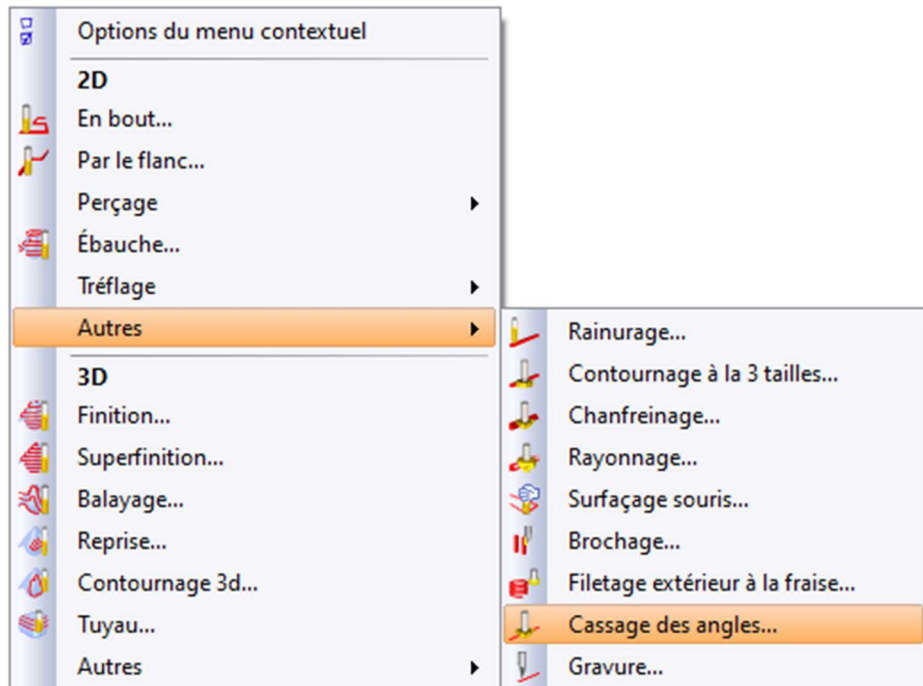 Options du menu contextuel
2D
En bout...
Par le flanc...
Perçage
Ébauche...
Tréflage
Autres
3D
Finition...
Superfinition...
Balayage...
Reprise...
Contournage 3d...
Tuyau...
Autres
Rainurage...
Contournage à la 3 tailles...
Chanfreinage...
Rayonnage...
Surfaçage souris...
Brochage...
Filetage extérieur à la fraise...
Cassage des angles...
Gravure...